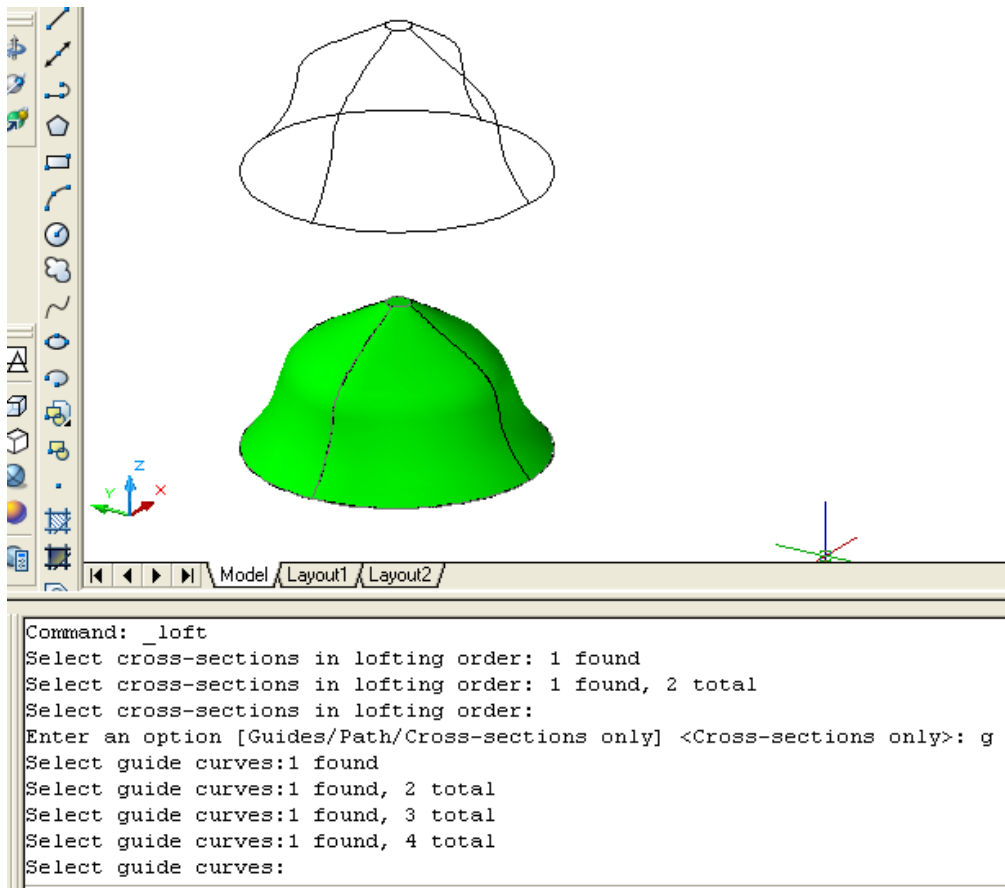 A
Z
Y
X
Model
Layout1
Layout2
Command: _loft
Select cross-sections in lofting order: 1 found
Select cross-sections in lofting order: 1 found, 2 total
Select cross-sections in lofting order:
Enter an option [Guides/Path/Cross-sections only] <Cross-sections only>: g
Select guide curves:1 found
Select guide curves:1 found, 2 total
Select guide curves:1 found, 3 total
Select guide curves:1 found, 4 total
Select guide curves: